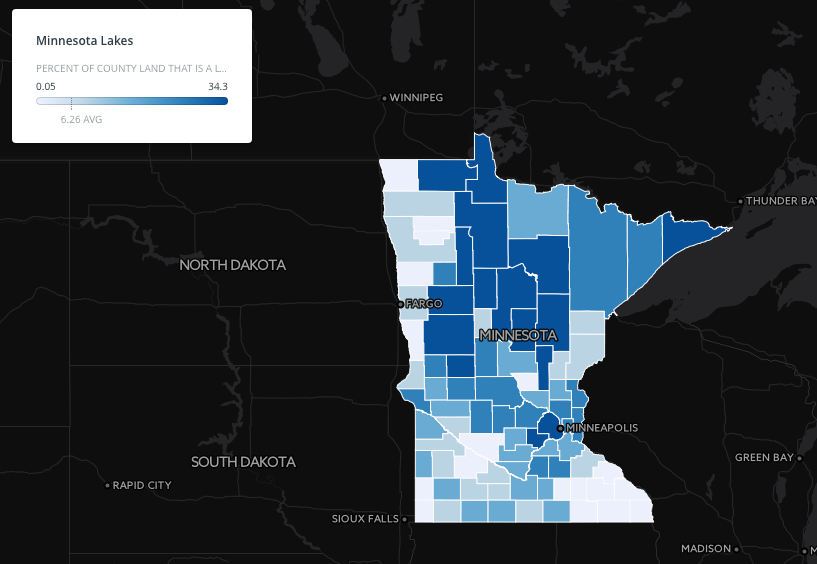 Minnesota Lakes
PERCENT OF COUNTY LAND THAT IS A L...
0.05 34.3
6.26 AVG
WINNIPEG
THUNDER BAY
NORTH DAKOTA
FARGO
MINNESOTA
MINNEAPOLIS
SOUTH DAKOTA
GREEN BAY
RAPID CITY
SIOUX FALLS
MADISON
M